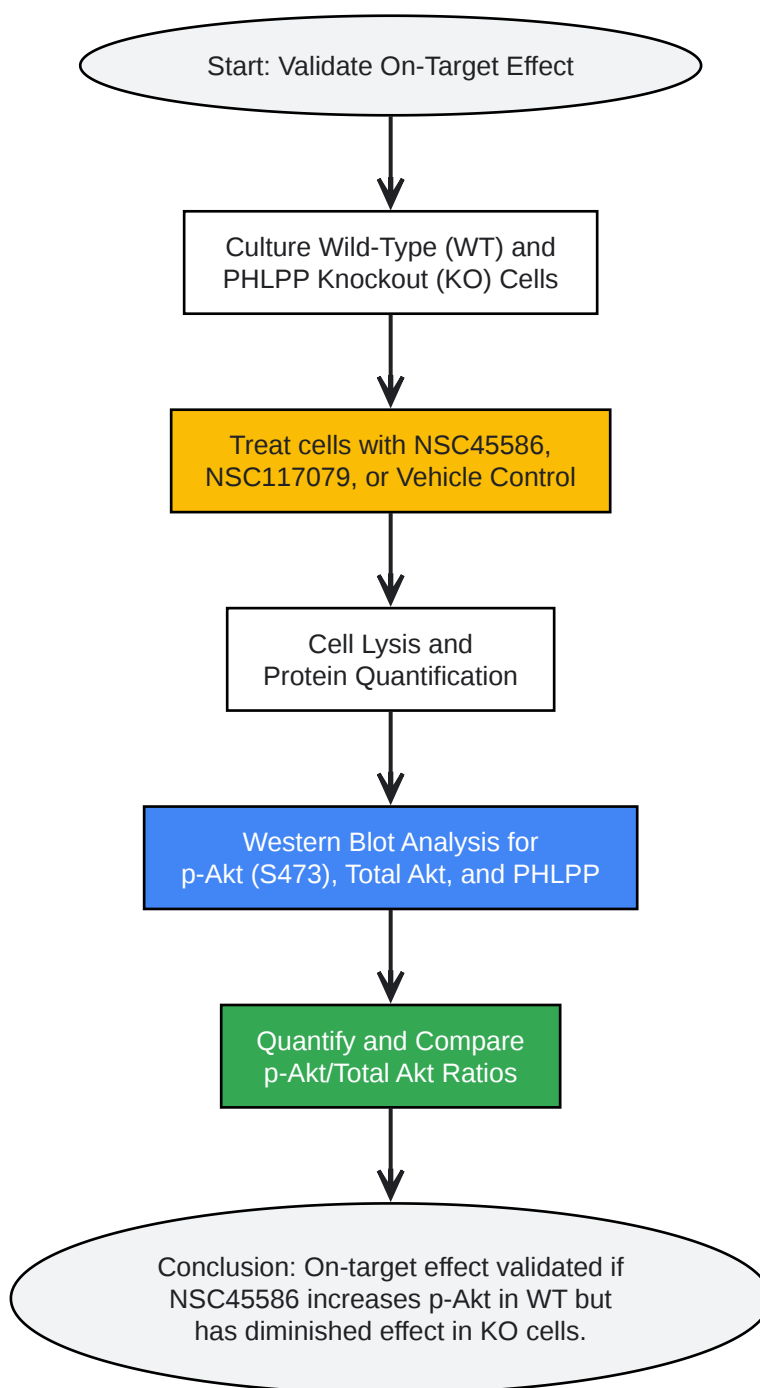 Start: Validate On-Target Effect
Culture Wild-Type (WT) and
PHLPP Knockout (KO) Cells
Treat cells with NSC45586,
NSC117079, or Vehicle Control
Cell Lysis and
Protein Quantification
Western Blot Analysis for
p-Akt (S473), Total Akt, and PHLPP
Quantify and Compare
p-Akt/Total Akt Ratios
Conclusion: On-target effect validated if
NSC45586 increases p-Akt in WT but
has diminished effect in KO cells.